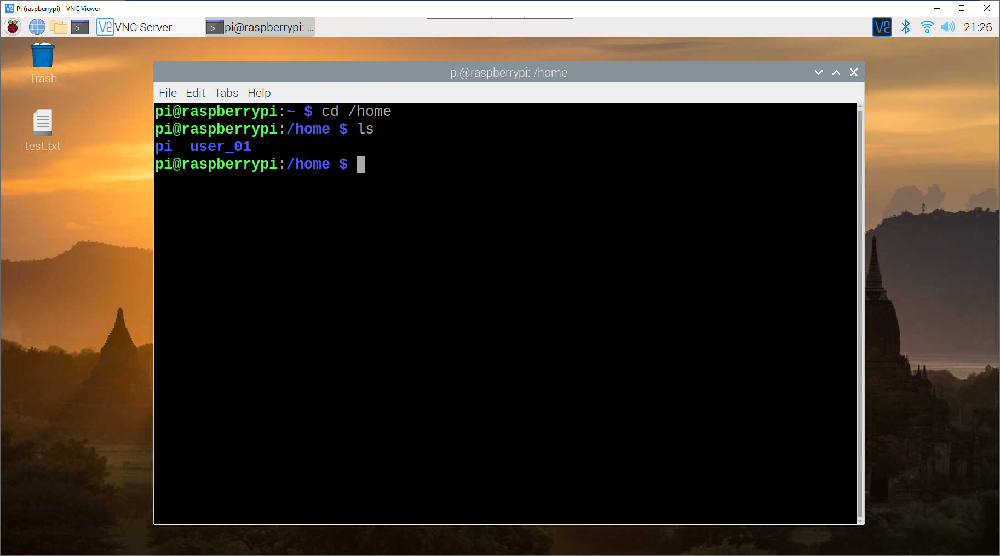 Pi (raspberrypi) - VNC Viewer
VNC Server
pi@raspberrypi: ...
21:26
Trash
test.txt
pi@raspberrypi: /home
File Edit Tabs Help
pi@raspberrypi:~ $ cd /home
pi@raspberrypi:/home $ ls
pi  user_01
pi@raspberrypi:/home $